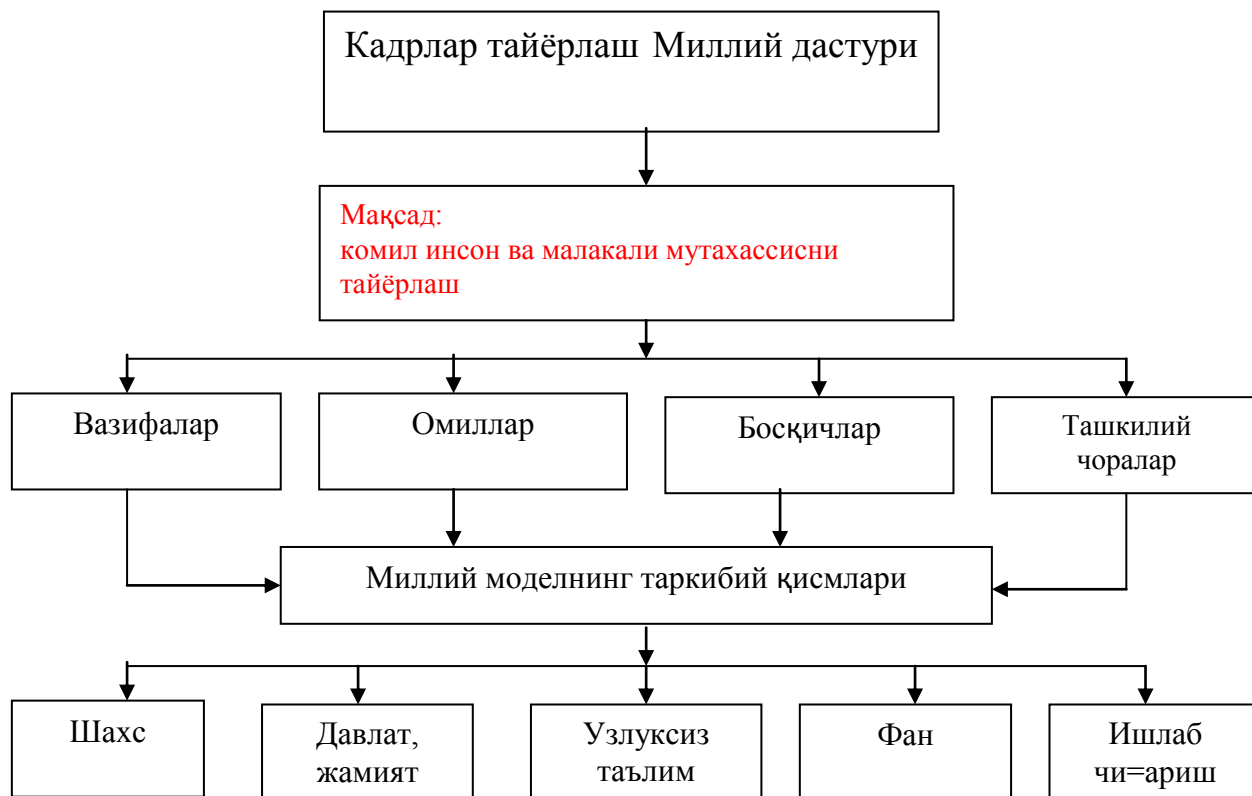 Кадрлар тайёрлаш Миллий дастури
Мақсад:
комил инсон ва малакали мутахассисни
тайёрлаш
Вазифалар
Омиллар
Босқичлар
Ташкилий
чоралар
Миллий моделнинг таркибий қисмлари
Шахс
Давлат,
жамият
Узлуксиз
таълим
Фан
Ишлаб
чи=ариш